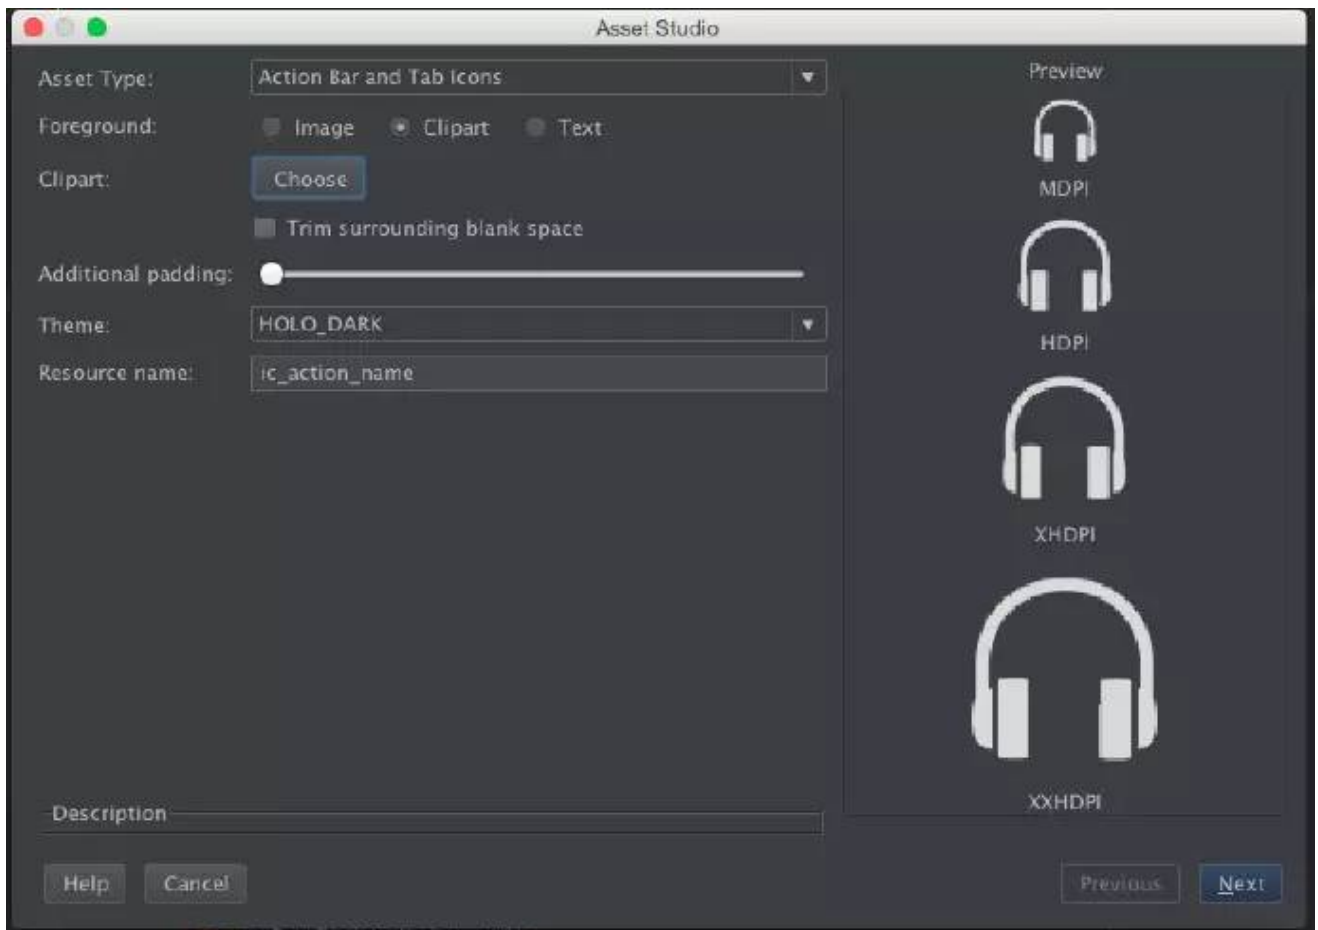 Asset Studio
Asset Type: Action Bar and Tab Icons
Preview
Foreground: Image Clipart Text
Clipart: Choose
MDPI
Trim surrounding blank space
Additional padding:
Theme: HOLO_DARK
HDPI
Resource name: ic_action_name
XHDPI
XXHDPI
Description
Help Cancel Previous Next